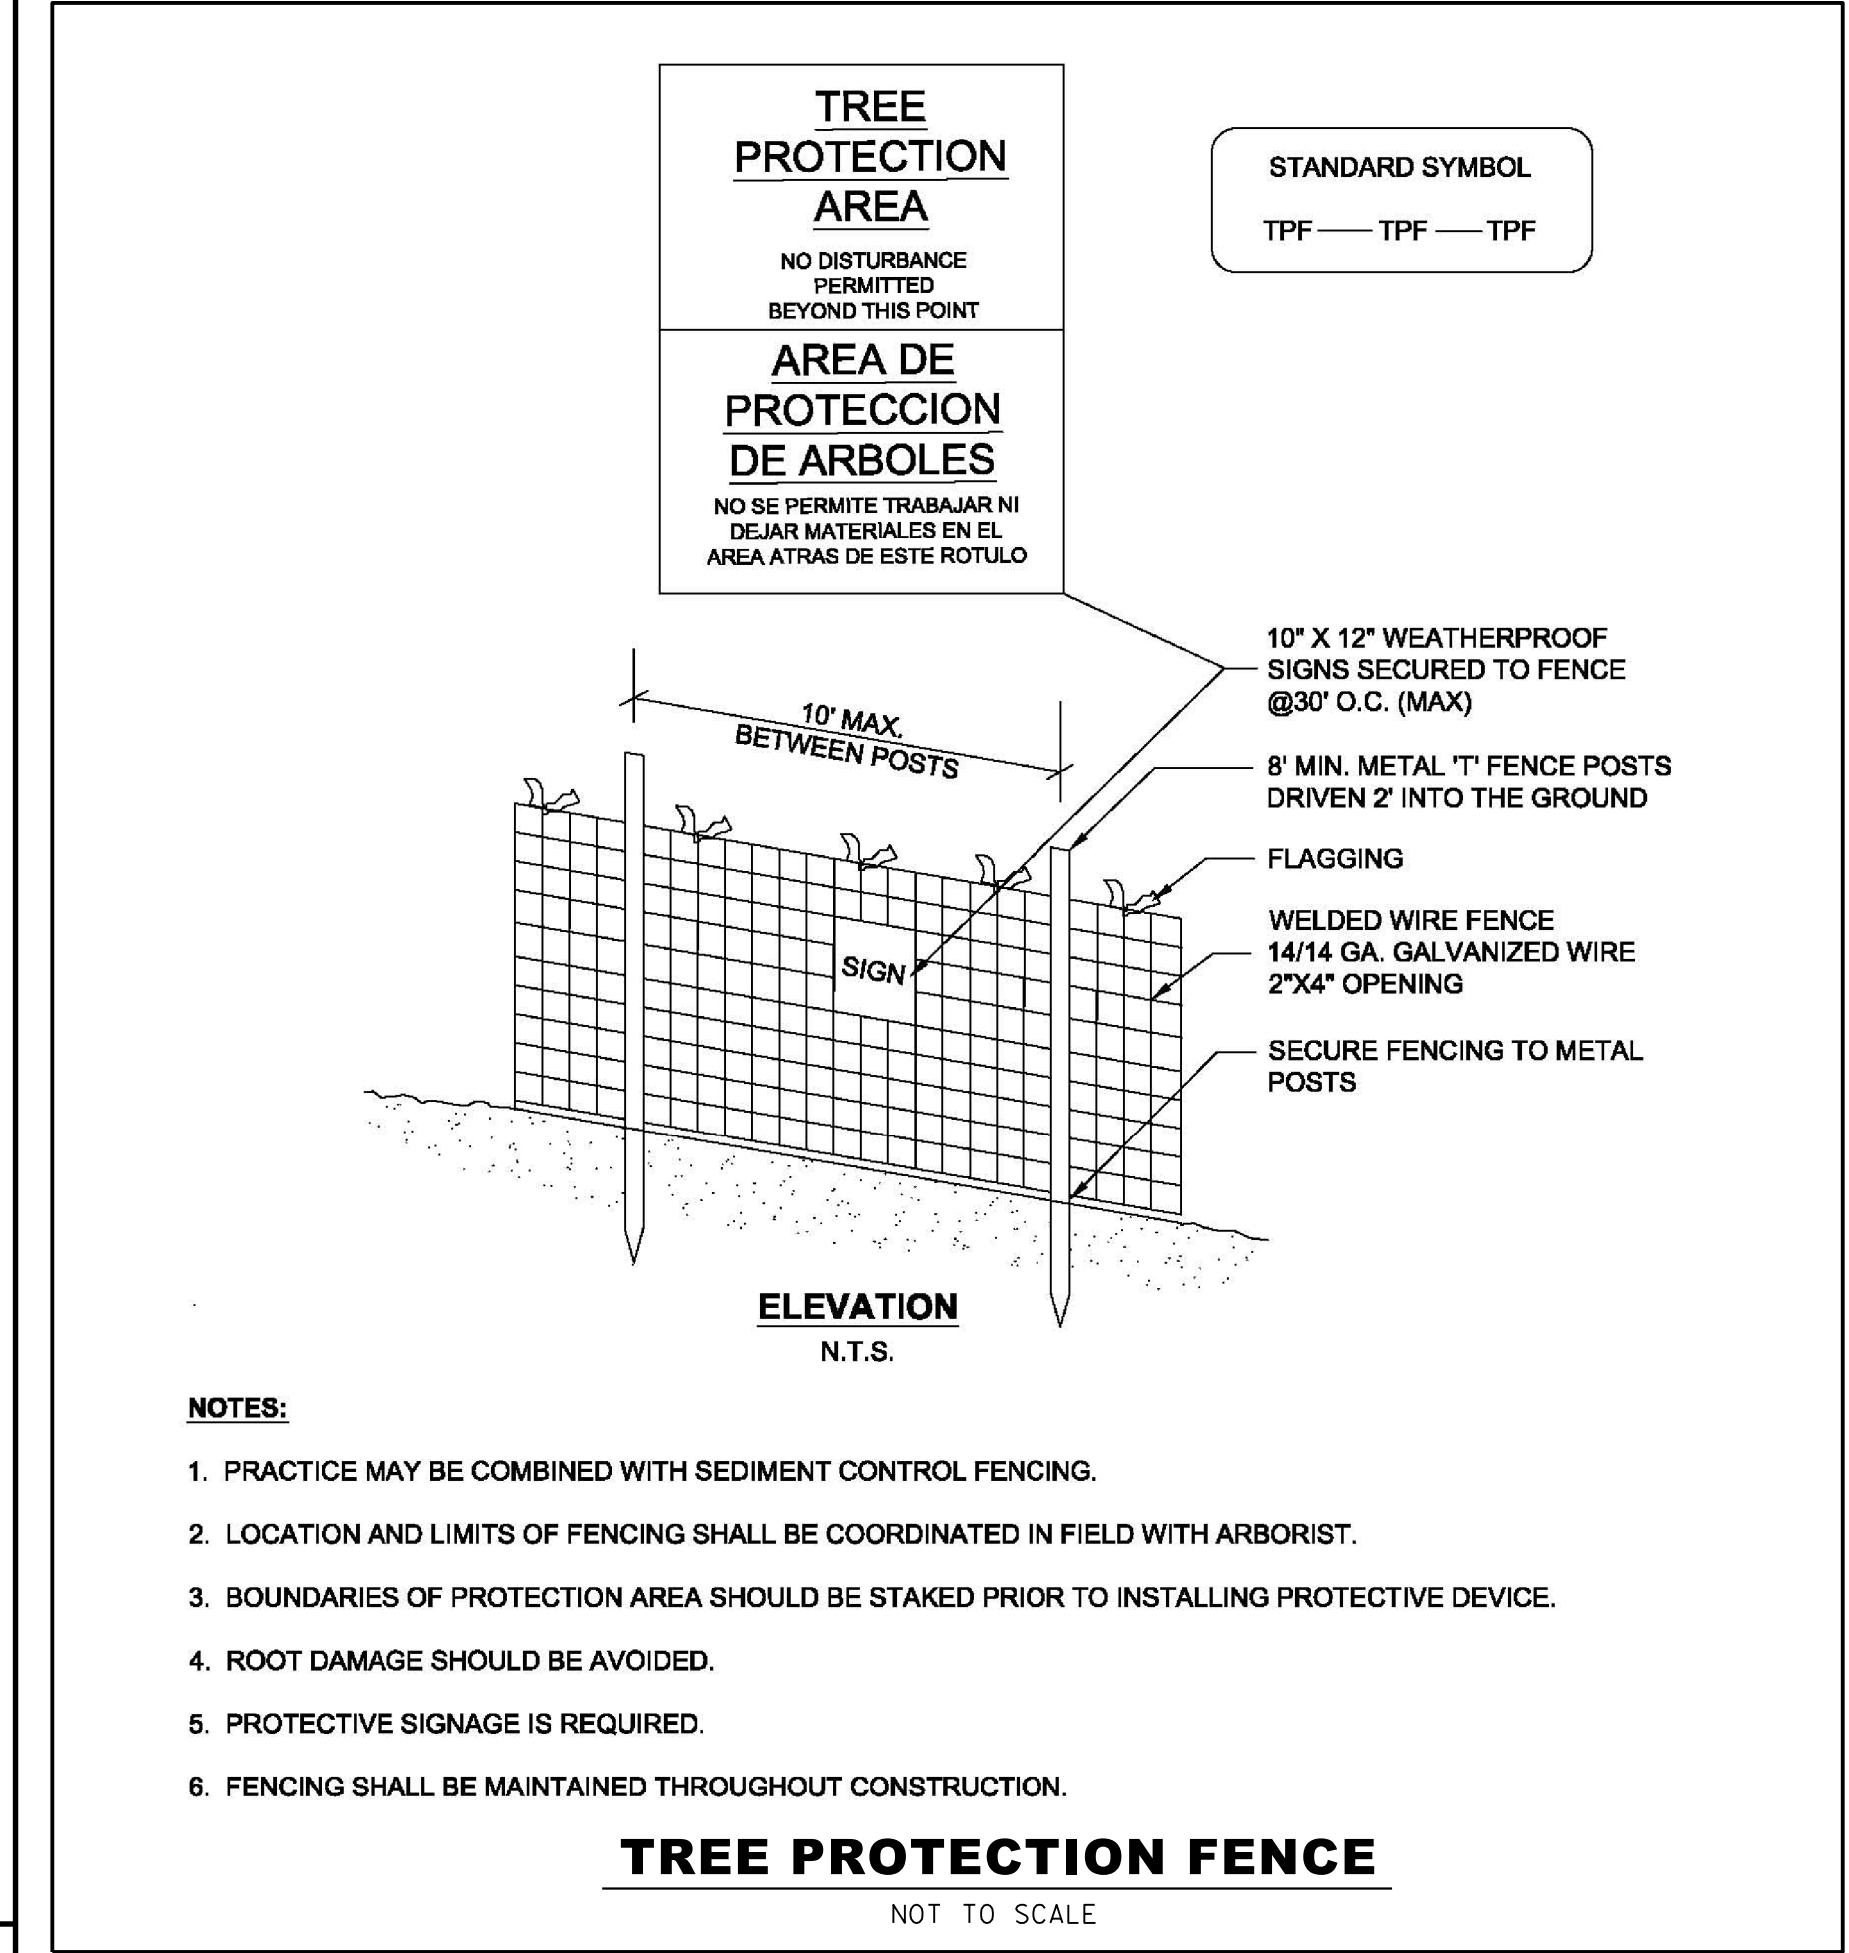 TREE
PROTECTION
AREA
NO DISTURBANCE
PERMITTED
BEYOND THIS POINT
AREA DE
PROTECCION
DE ARBOLES
NO SE PERMITE TRABAJAR NI
DEJAR MATERIALES EN EL
AREA ATRAS DE ESTE ROTULO
STANDARD SYMBOL
TPF — TPF — TPF
10" X 12" WEATHERPROOF
SIGNS SECURED TO FENCE
@30' O.C. (MAX)
10' MAX.
BETWEEN POSTS
8' MIN. METAL 'T' FENCE POSTS
DRIVEN 2' INTO THE GROUND
FLAGGING
WELDED WIRE FENCE
14/14 GA. GALVANIZED WIRE
2"X4" OPENING
SIGN
SECURE FENCING TO METAL
POSTS
ELEVATION
N.T.S.
NOTES:
1. PRACTICE MAY BE COMBINED WITH SEDIMENT CONTROL FENCING.
2. LOCATION AND LIMITS OF FENCING SHALL BE COORDINATED IN FIELD WITH ARBORIST.
3. BOUNDARIES OF PROTECTION AREA SHOULD BE STAKED PRIOR TO INSTALLING PROTECTIVE DEVICE.
4. ROOT DAMAGE SHOULD BE AVOIDED.
5. PROTECTIVE SIGNAGE IS REQUIRED.
6. FENCING SHALL BE MAINTAINED THROUGHOUT CONSTRUCTION.
TREE PROTECTION FENCE
NOT TO SCALE